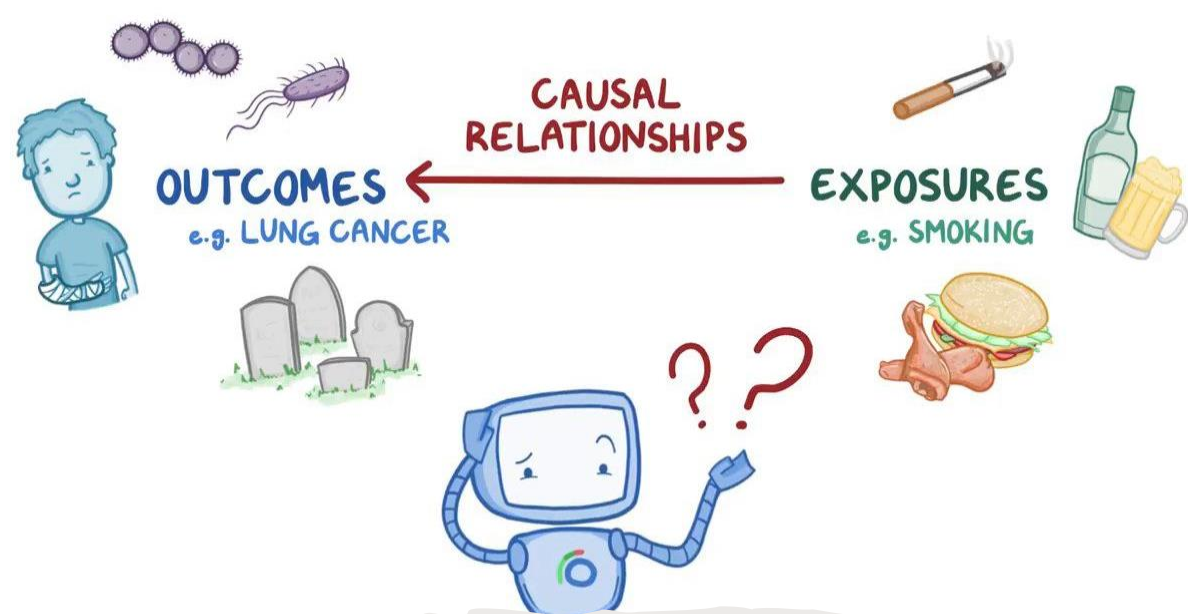 CAUSAL
RELATIONSHIPS
OUTCOMES
e.g. LUNG CANCER
EXPOSURES
e.g. SMOKING
??